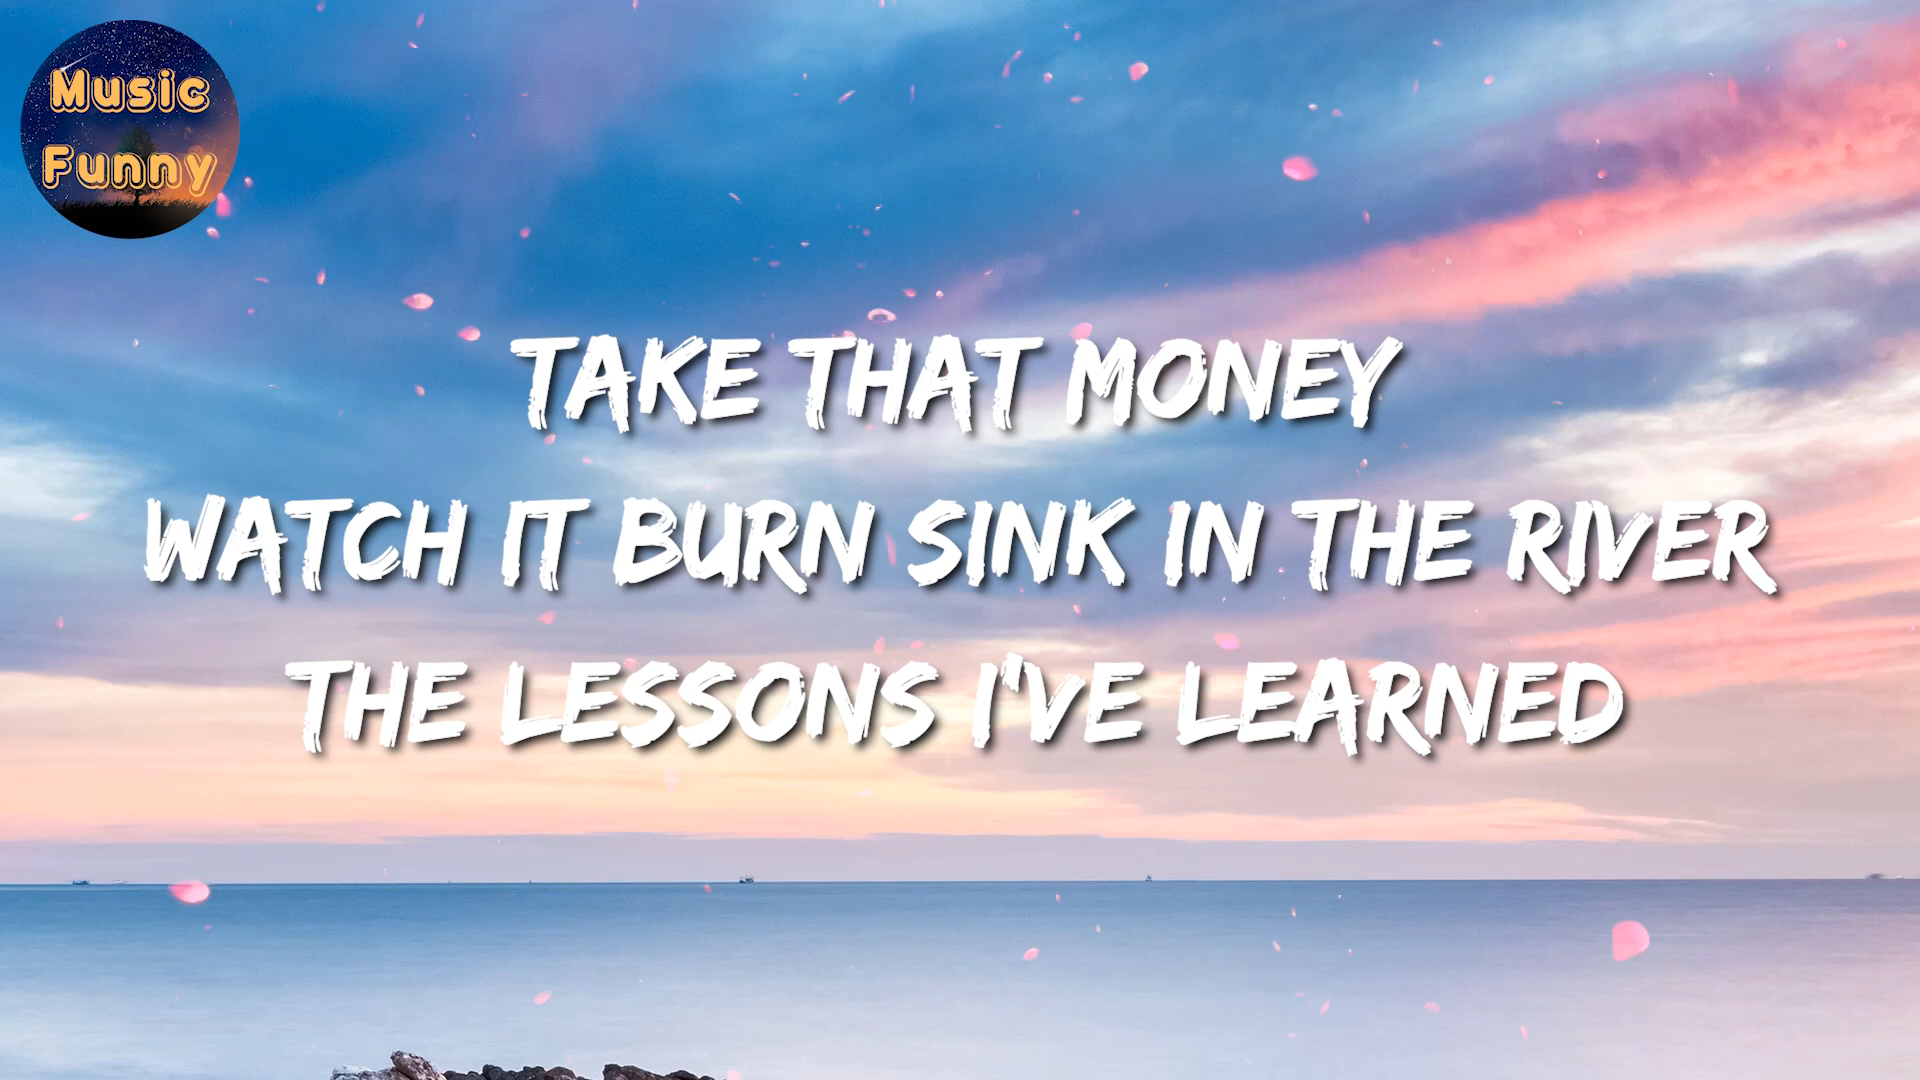 Music
Funny
TAKE THAT MONEY
WATCH IT BURN SINK IN THE RIVER
THE LESSONS I'VE LEARNED